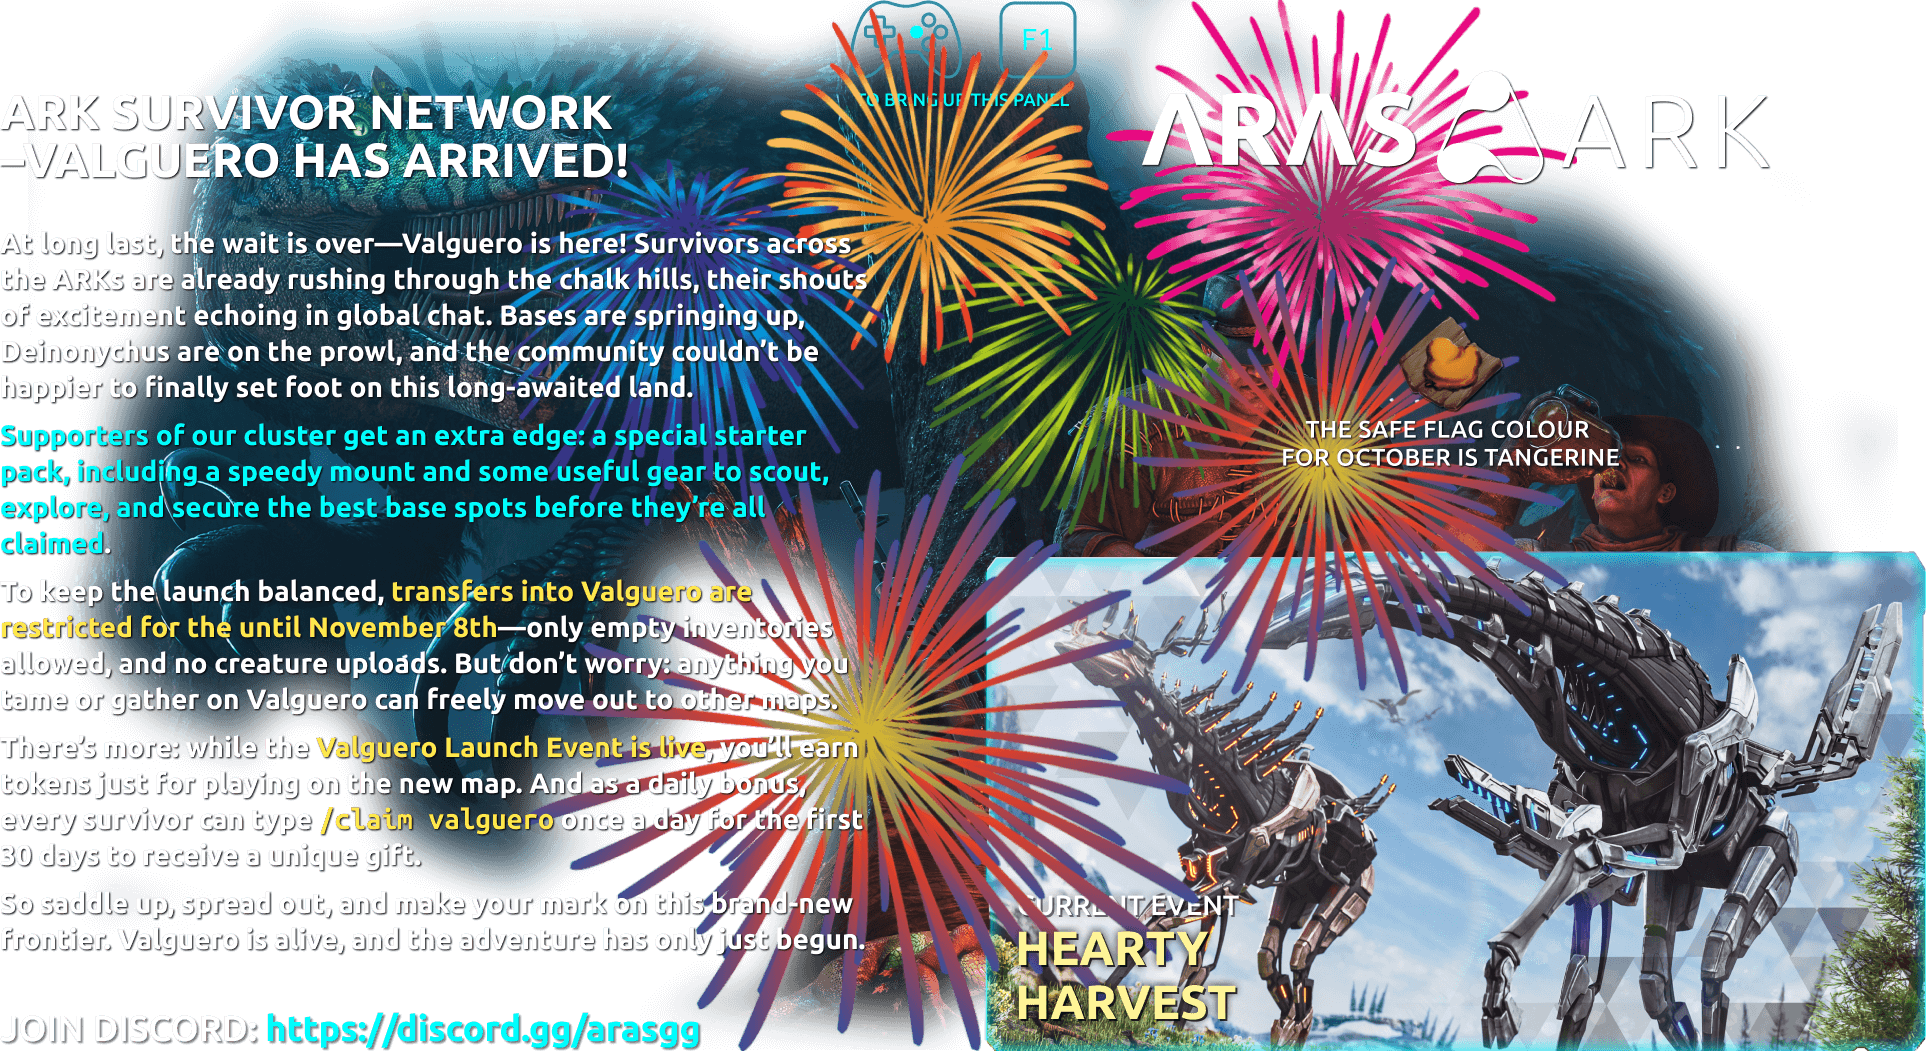 F1
TO BRING UP THIS PANEL
ARAS ARK
ARK SURVIVOR NETWORK
–VALGUERO HAS ARRIVED!
At long last, the wait is over—Valguero is here! Survivors across
the ARKs are already rushing through the chalk hills, their shouts
of excitement echoing in global chat. Bases are springing up,
Deinonychus are on the prowl, and the community couldn’t be
happier to finally set foot on this long-awaited land.
Supporters of our cluster get an extra edge: a special starter
pack, including a speedy mount and some useful gear to scout,
explore, and secure the best base spots before they’re all
claimed.
To keep the launch balanced, transfers into Valguero are
restricted for the until November 8th—only empty inventories
allowed, and no creature uploads. But don’t worry: anything you
tame or gather on Valguero can freely move out to other maps.
There’s more: while the Valguero Launch Event is live, you’ll earn
tokens just for playing on the new map. And as a daily bonus,
every survivor can type /claim valguero once a day for the first
30 days to receive a unique gift.
So saddle up, spread out, and make your mark on this brand-new
frontier. Valguero is alive, and the adventure has only just begun.
JOIN DISCORD: https://discord.gg/arasgg
THE SAFE FLAG COLOUR
FOR OCTOBER IS TANGERINE
CURRENT EVENT
HEARTY
HARVEST